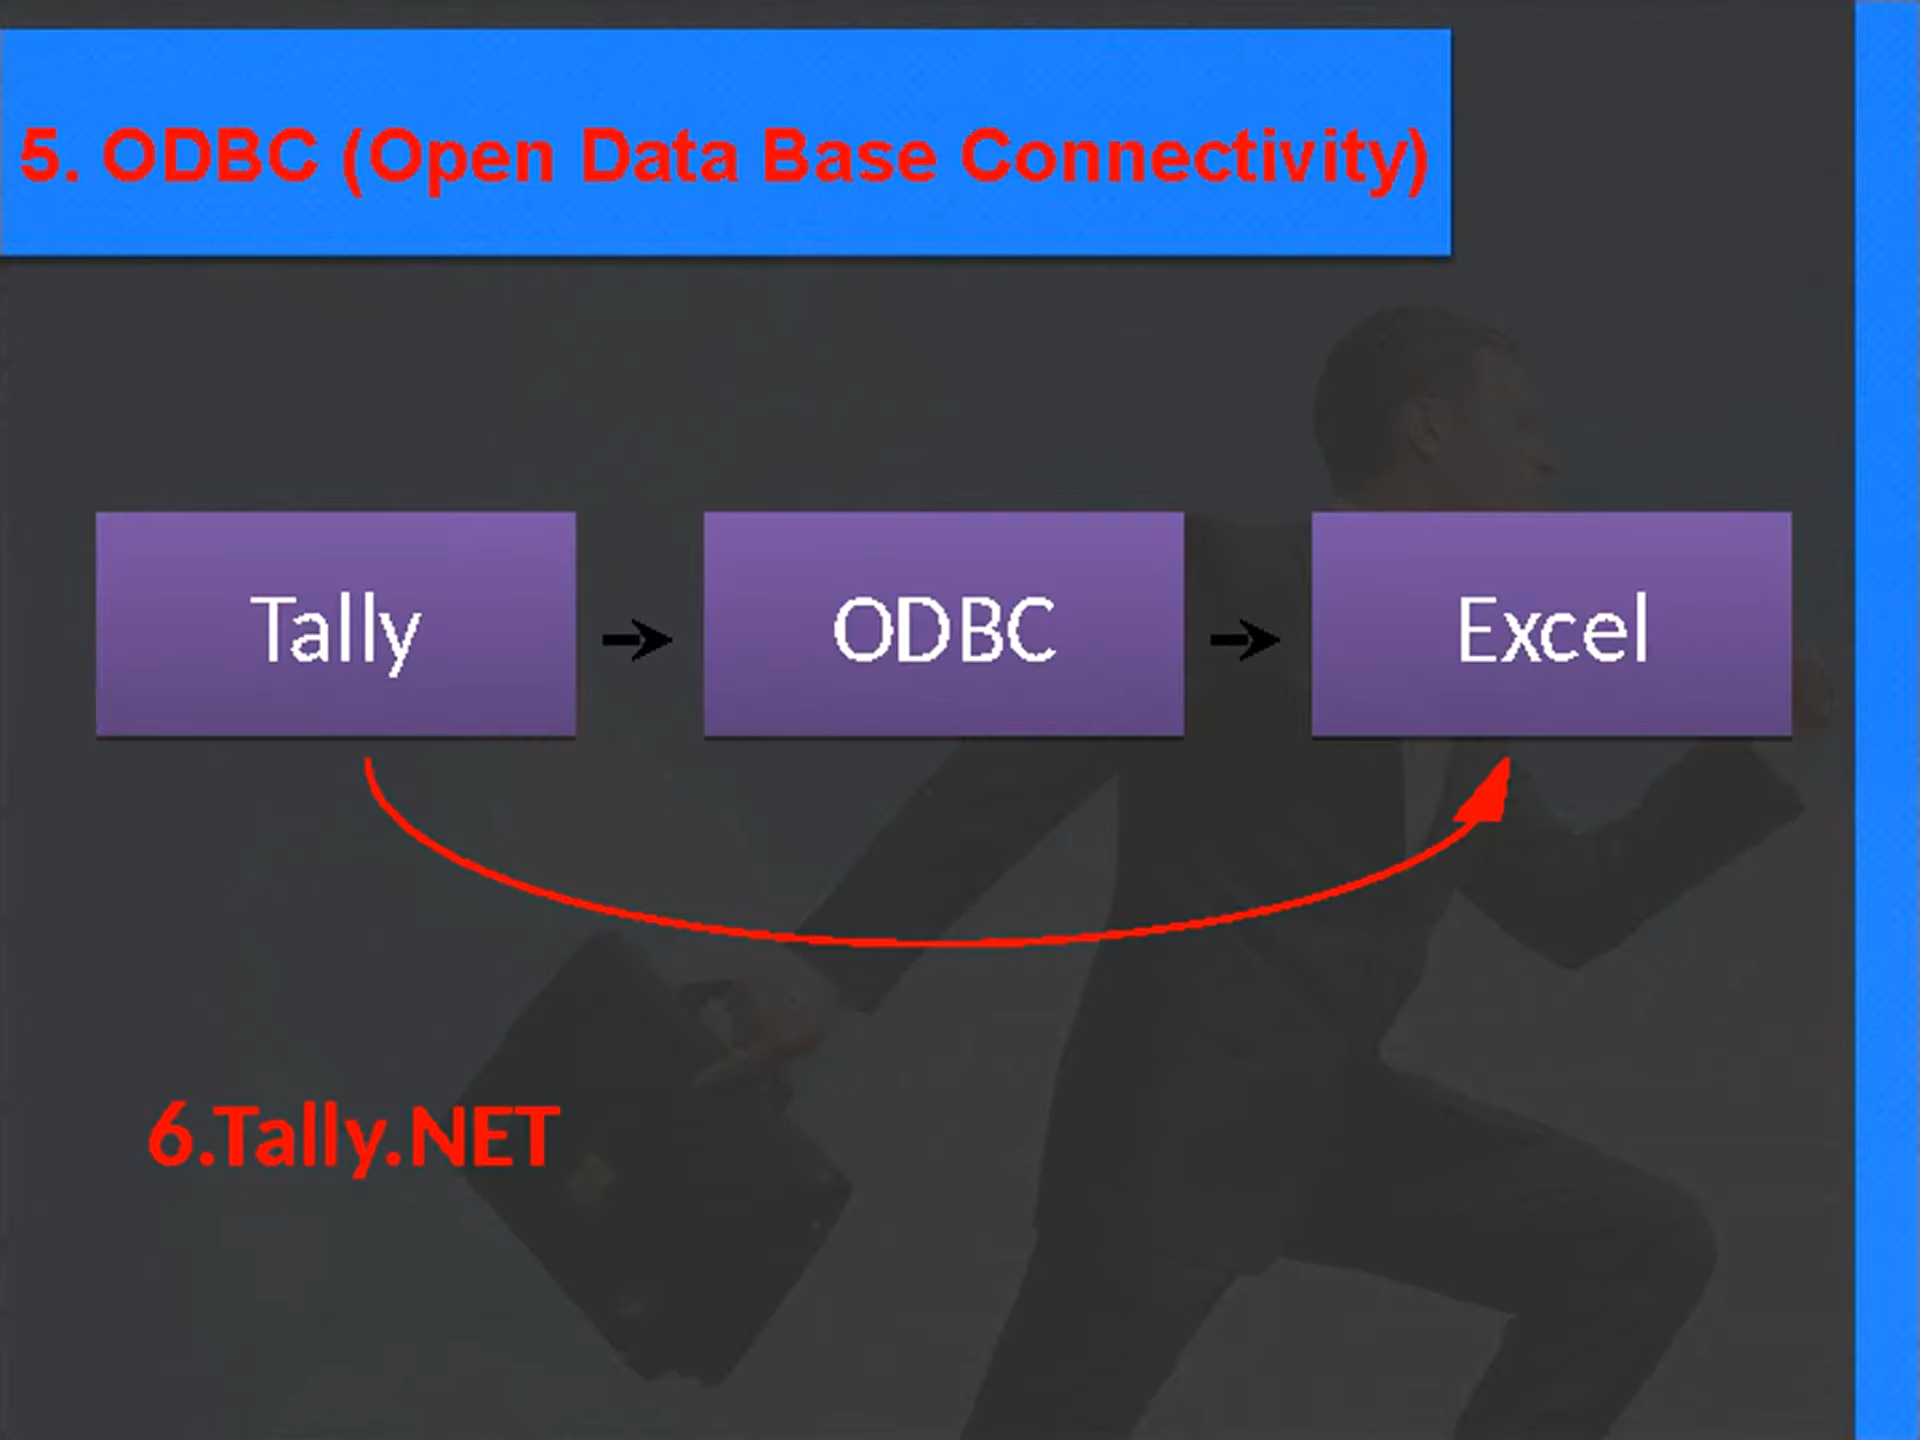 5. ODBC (Open Data Base Connectivity)
Tally
ODBC
Excel
6.Tally.NET